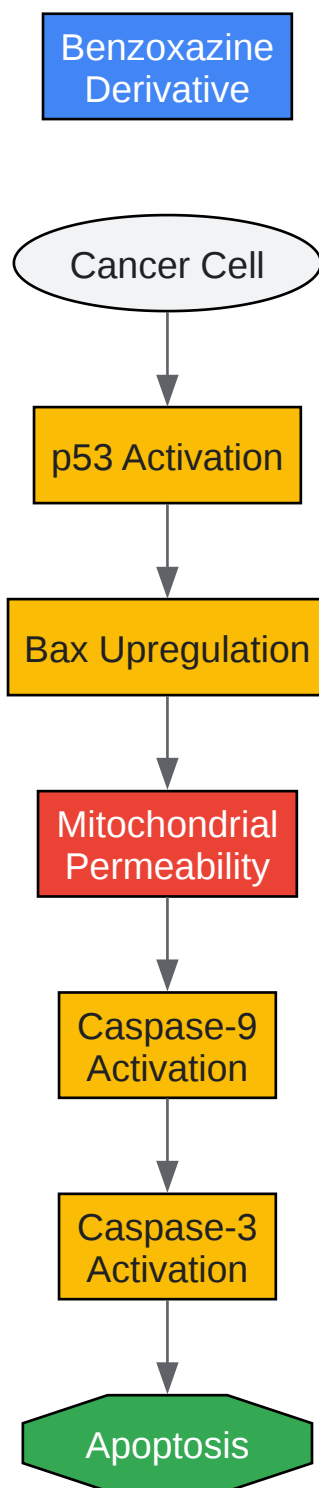 Benzoxazine
Derivative
Cancer Cell
p53 Activation
Bax Upregulation
Mitochondrial
Permeability
Caspase-9
Activation
Caspase-3
Activation
Apoptosis